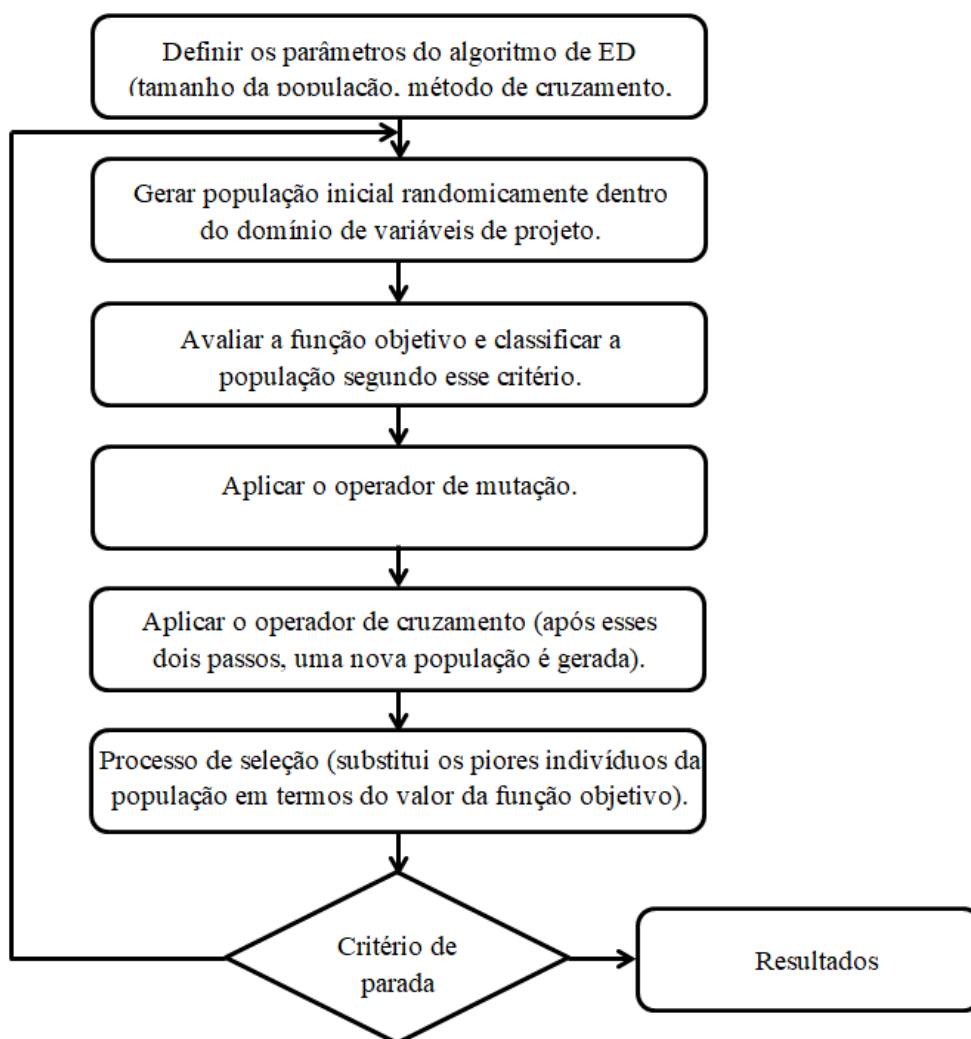 Definir os parâmetros do algoritmo de ED
(tamanho da população, método de cruzamento,
Gerar população inicial randomicamente dentro
do domínio de variáveis de projeto.
Avaliar a função objetivo e classificar a
população segundo esse critério.
Aplicar o operador de mutação.
Aplicar o operador de cruzamento (após esses
dois passos, uma nova população é gerada).
Processo de seleção (substitui os piores indivíduos da
população em termos do valor da função objetivo).
Critério de
parada
Resultados